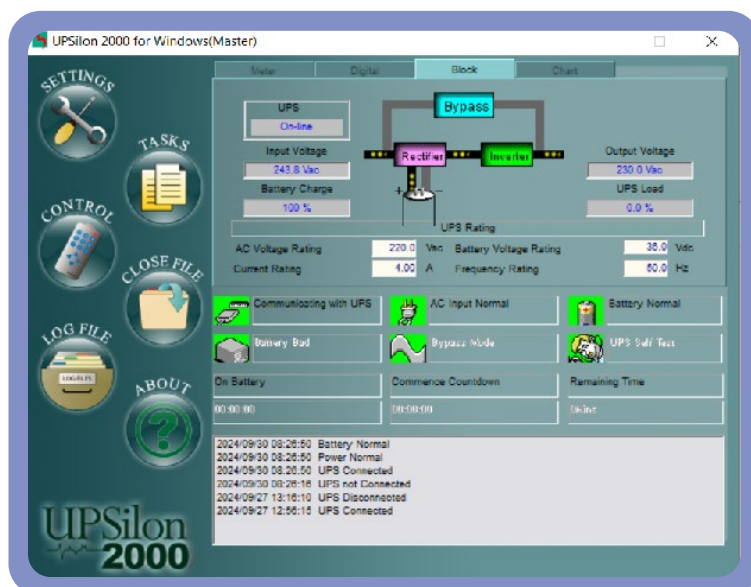 UPSilon 2000 for Windows(Master)
SETTINGS
TASKS
CONTROL
CLOSE FILE
LOG FILE
ABOUT
UPSilon
2000
Meter Digital Block Chart
UPS
On-line
Bypass
Input Voltage
243.8 Vac
Rectifier
Inverter
Output Voltage
230.0 Vac
Battery Charge
100 %
+ -
UPS Load
0.0 %
UPS Rating
AC Voltage Rating 220.0 Vac Battery Voltage Rating 36.0 Vdc
Current Rating 4.00 A Frequency Rating 50.0 Hz
Communicating with UPS AC Input Normal Battery Normal
Battery Bad Bypass Mode UPS Self Test
On Battery Commence Countdown Remaining Time
00:00:00 00:00:00
2024/09/30 08:26:50 Battery Normal
2024/09/30 08:26:50 Power Normal
2024/09/30 08:26:50 UPS Connected
2024/09/30 08:26:16 UPS not Connected
2024/09/27 13:16:10 UPS Disconnected
2024/09/27 12:56:15 UPS Connected